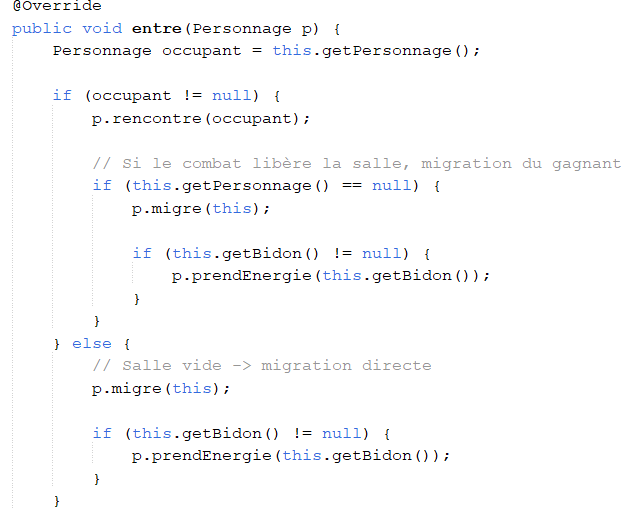 @Override
public void entre(Personnage p) {
    Personnage occupant = this.getPersonnage();

    if (occupant != null) {
        p.rencontre(occupant);

        // Si le combat libère la salle, migration du gagnant
        if (this.getPersonnage() == null) {
            p.migre(this);

            if (this.getBidon() != null) {
                p.prendEnergie(this.getBidon());
            }
        }
    } else {
        // Salle vide -> migration directe
        p.migre(this);

        if (this.getBidon() != null) {
            p.prendEnergie(this.getBidon());
        }
    }